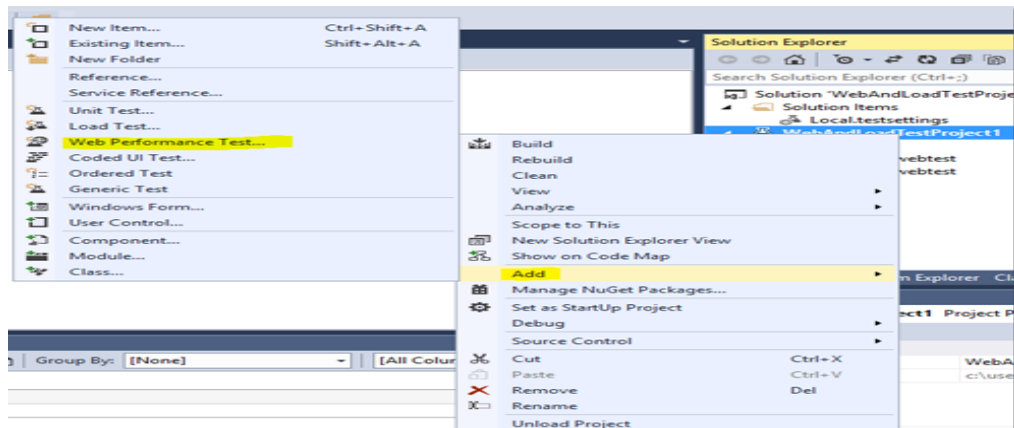 New Item... Ctrl+Shift+A
Existing Item... Shift+Alt+A
New Folder
Reference...
Service Reference...
Unit Test...
Load Test...
Web Performance Test...
Coded UI Test...
Ordered Test
Generic Test
Windows Form...
User Control...
Component...
Module...
Class...
Solution Explorer
Search Solution Explorer (Ctrl+;)
Solution "WebAndLoadTestProje
Solution Items
Local.testsettings
WebAndLoadTestProject1
webtest
webtest
Build
Rebuild
Clean
View
Analyze
Scope to This
New Solution Explorer View
Show on Code Map
Add
Manage NuGet Packages...
Set as StartUp Project
Debug
Source Control
Cut Ctrl+X
Paste Ctrl+V
Remove Del
Rename
Unload Project
m Explorer Cl
ect1 Project P
WebA
c:\use
Group By: [None]
[All Colu